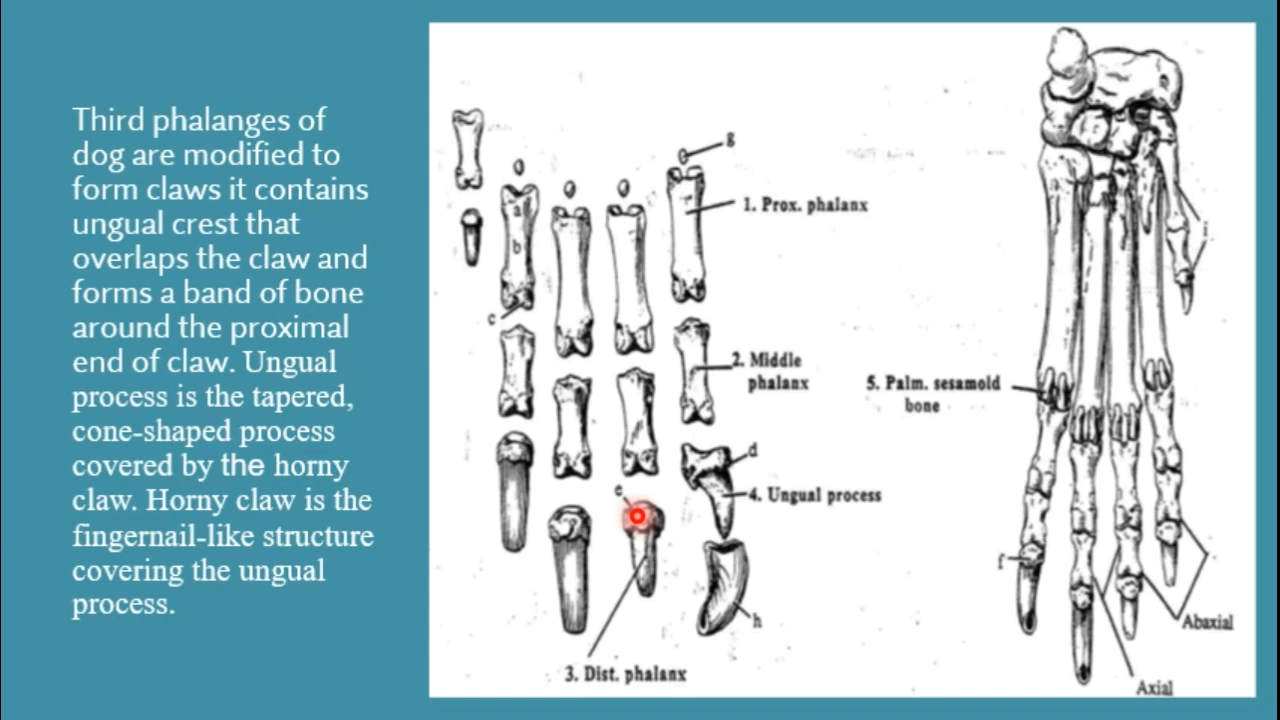 Third phalanges of
dog are modified to
form claws it contains
ungual crest that
overlaps the claw and
forms a band of bone
around the proximal
end of claw. Ungual
process is the tapered,
cone-shaped process
covered by the horny
claw. Horny claw is the
fingernail-like structure
covering the ungual
process.
g
1. Prox. phalanx
a
b
c
2. Middle
phalanx
d
4. Ungual process
e
h
3. Dist. phalanx
i
5. Palm. sesamoid
bone
f
Abaxial
Axial